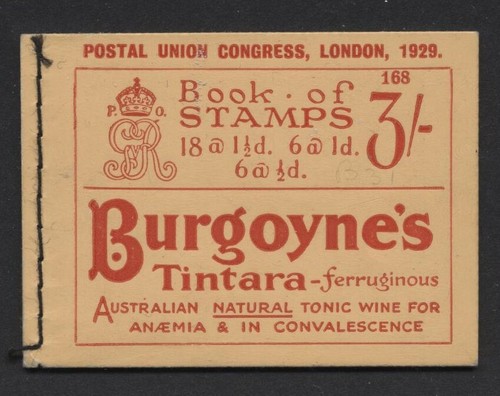 POSTAL UNION CONGRESS, LONDON, 1929.
168
P. O.
GR
Book · of
STAMPS 3/-
18 @ 1½d. 6 @ 1d.
6 @ ½d.
Burgoyne's
Tintara - ferruginous
AUSTRALIAN NATURAL TONIC WINE FOR
ANÆMIA & IN CONVALESCENCE